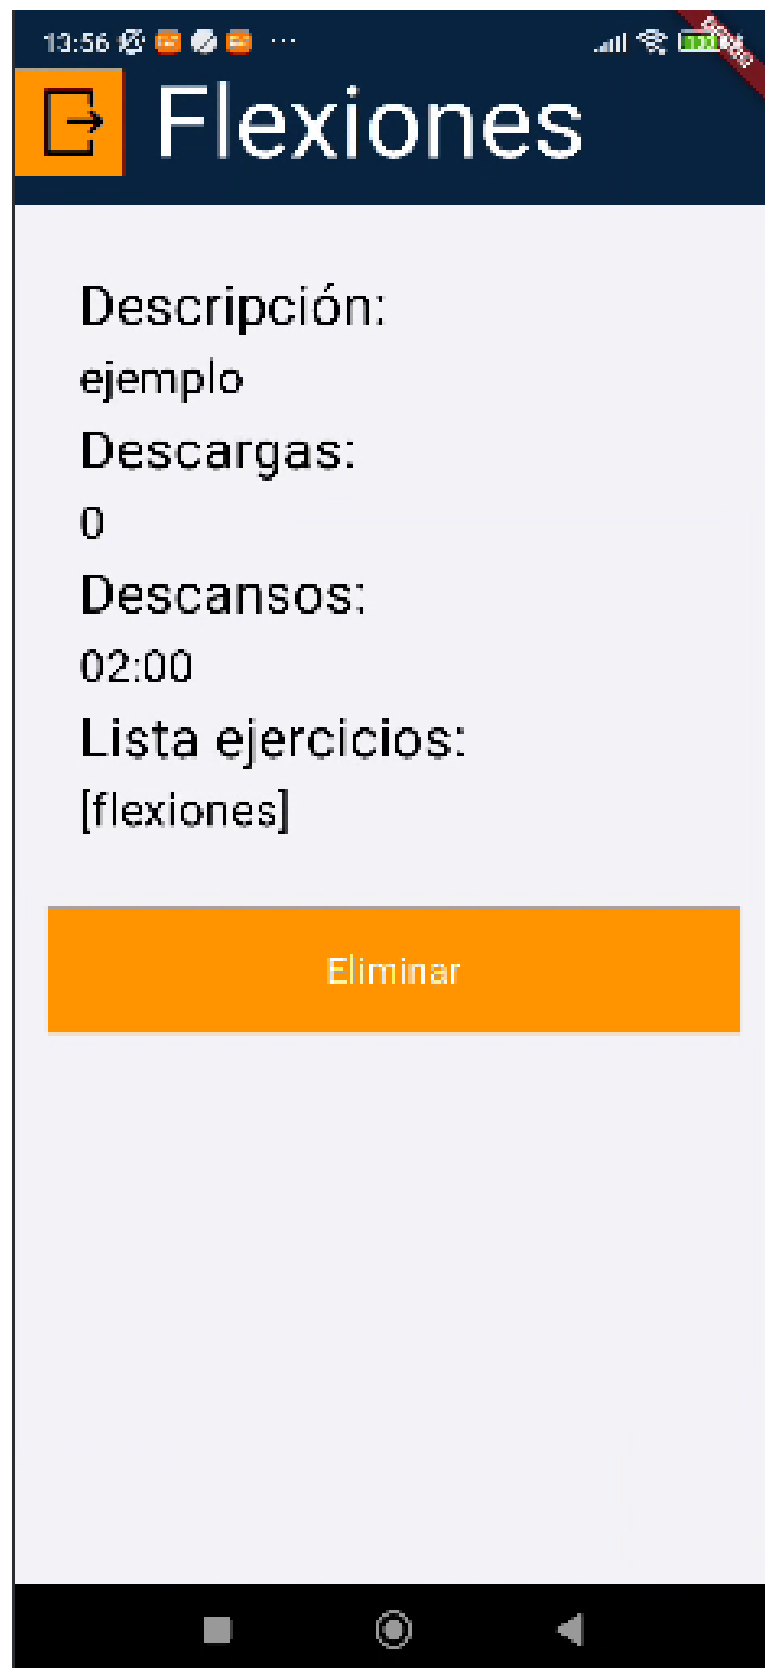 13:56
Flexiones
Descripción:
ejemplo
Descargas:
0
Descansos:
02:00
Lista ejercicios:
[flexiones]
Eliminar